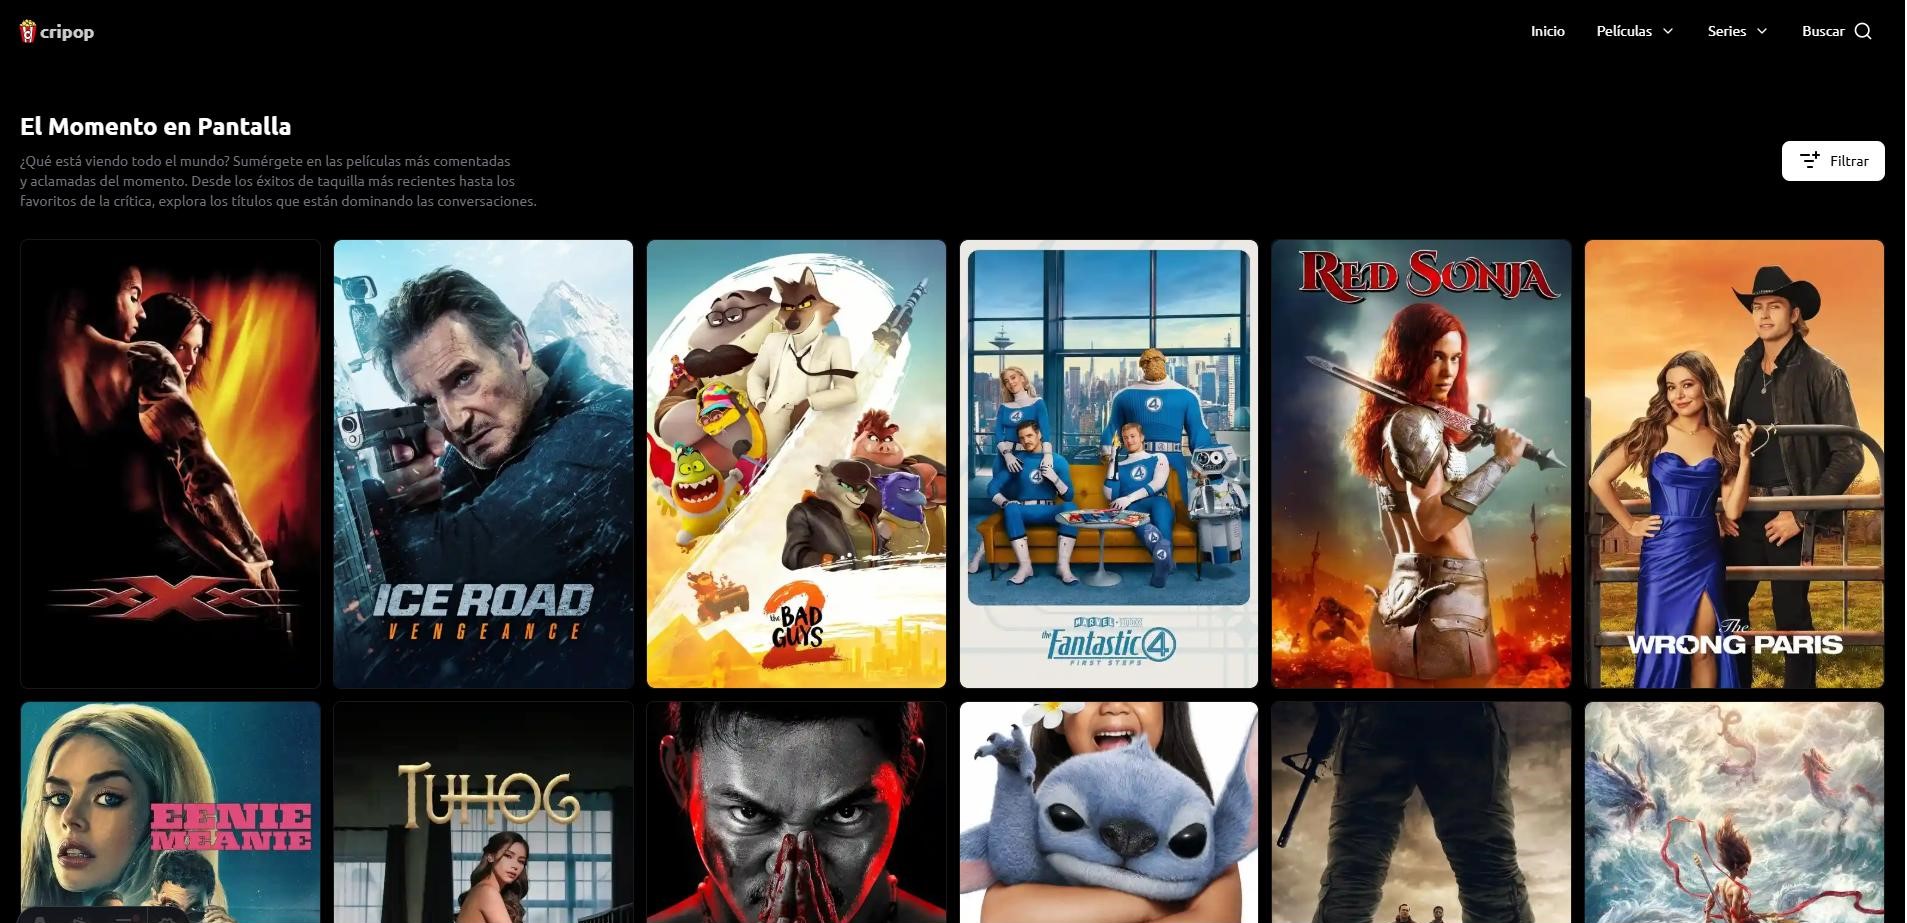 cripop
Inicio
Películas
Series
Buscar
El Momento en Pantalla
¿Qué está viendo todo el mundo? Sumérgete en las películas más comentadas
y aclamadas del momento. Desde los éxitos de taquilla más recientes hasta los
favoritos de la crítica, explora los títulos que están dominando las conversaciones.
Filtrar
xXx
ICE ROAD
VENGEANCE
the
BAD
GUYS
2
MARVEL STUDIOS
the
Fantastic 4
FIRST STEPS
RED SONJA
The
WRONG PARIS
EENIE
MEANIE
TUHOG